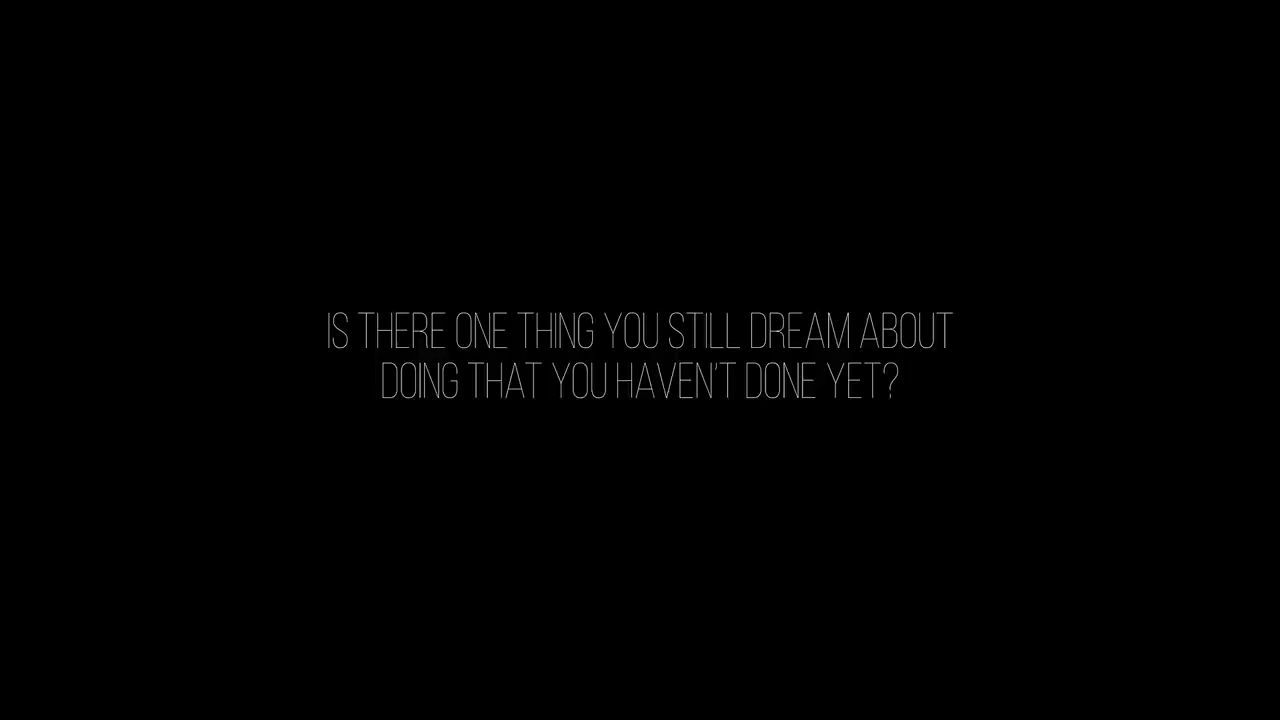 IS THERE ONE THING YOU STILL DREAM ABOUT
DOING THAT YOU HAVEN'T DONE YET?